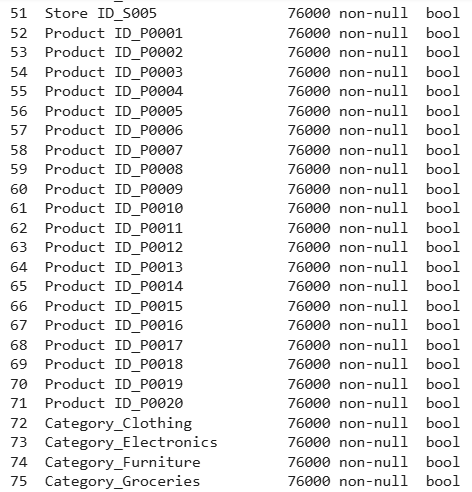 51 Store ID_S005 76000 non-null bool
52 Product ID_P0001 76000 non-null bool
53 Product ID_P0002 76000 non-null bool
54 Product ID_P0003 76000 non-null bool
55 Product ID_P0004 76000 non-null bool
56 Product ID_P0005 76000 non-null bool
57 Product ID_P0006 76000 non-null bool
58 Product ID_P0007 76000 non-null bool
59 Product ID_P0008 76000 non-null bool
60 Product ID_P0009 76000 non-null bool
61 Product ID_P0010 76000 non-null bool
62 Product ID_P0011 76000 non-null bool
63 Product ID_P0012 76000 non-null bool
64 Product ID_P0013 76000 non-null bool
65 Product ID_P0014 76000 non-null bool
66 Product ID_P0015 76000 non-null bool
67 Product ID_P0016 76000 non-null bool
68 Product ID_P0017 76000 non-null bool
69 Product ID_P0018 76000 non-null bool
70 Product ID_P0019 76000 non-null bool
71 Product ID_P0020 76000 non-null bool
72 Category_Clothing 76000 non-null bool
73 Category_Electronics 76000 non-null bool
74 Category_Furniture 76000 non-null bool
75 Category_Groceries 76000 non-null bool